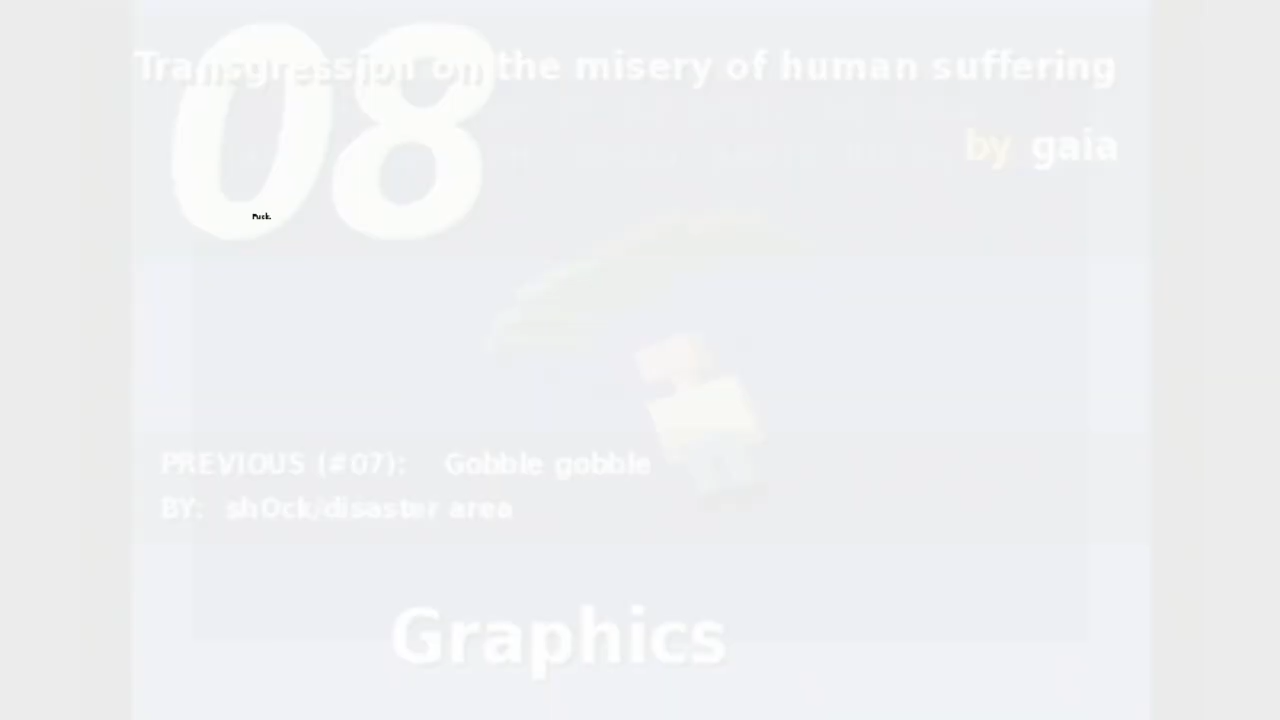 08
Transgression on the misery of human suffering
by gaia
Fuck.
PREVIOUS (#07): Gobble gobble
BY: sh0ck/disaster area
Graphics